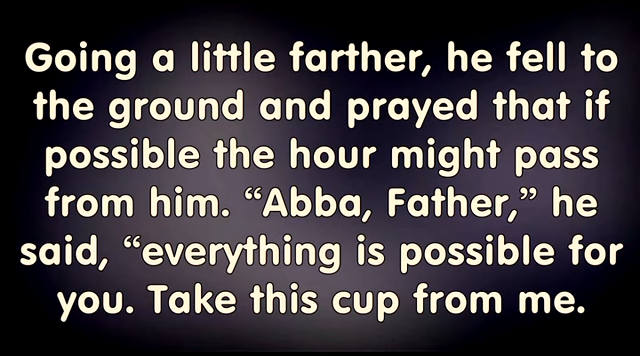 Going a little farther, he fell to
the ground and prayed that if
possible the hour might pass
from him. “Abba, Father,” he
said, “everything is possible for
you. Take this cup from me.